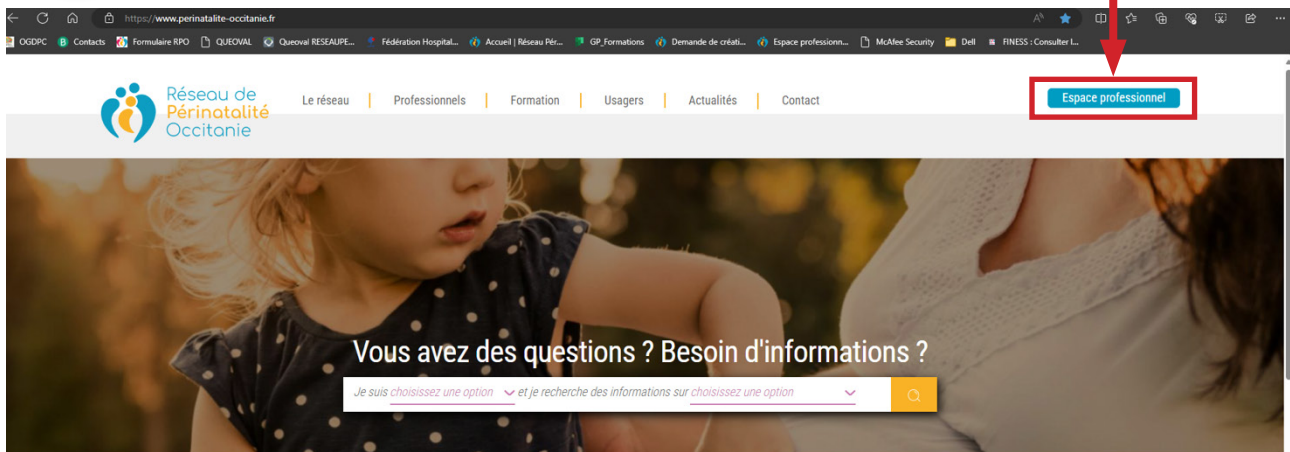 https://www.perinatalite-occitanie.fr
OGDPC Contacts Formulaire RPO QUEOVAL Queoval RESEAUPE... Fédération Hospital... Accueil | Réseau Pér... GP_Formations Demande de créati... Espace professionn... McAfee Security Dell FINESS : Consulter l...
Réseau de
Périnatalité
Occitanie
Le réseau | Professionnels | Formation | Usagers | Actualités | Contact
Espace professionnel
Vous avez des questions ? Besoin d'informations ?
Je suis choisissez une option et je recherche des informations sur choisissez une option